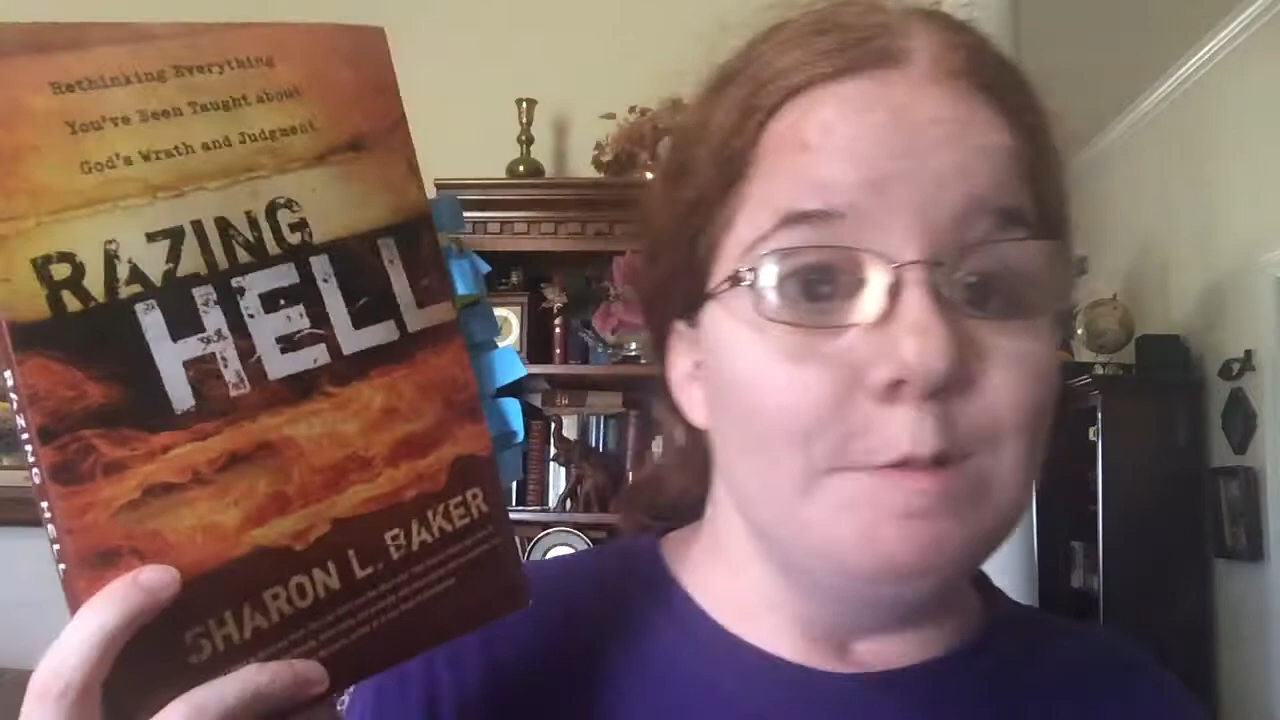 Rethinking Everything
You've Been Taught about
God's Wrath and Judgment
RAZING
HELL
SHARON L. BAKER
RAZING HELL